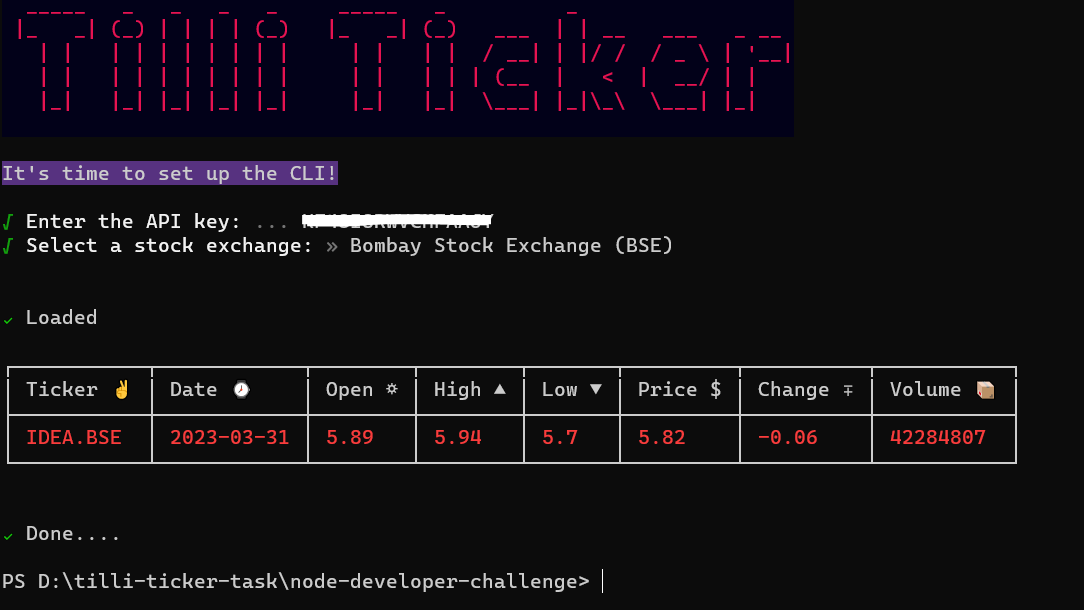 Tilli Ticker
It's time to set up the CLI!
√ Enter the API key: ...
√ Select a stock exchange: » Bombay Stock Exchange (BSE)
✓ Loaded
Ticker ✌ Date ⌚ Open ☼ High ▲ Low ▼ Price $ Change ∓ Volume 📦
IDEA.BSE 2023-03-31 5.89 5.94 5.7 5.82 -0.06 42284807
✓ Done....
PS D:\tilli-ticker-task\node-developer-challenge>